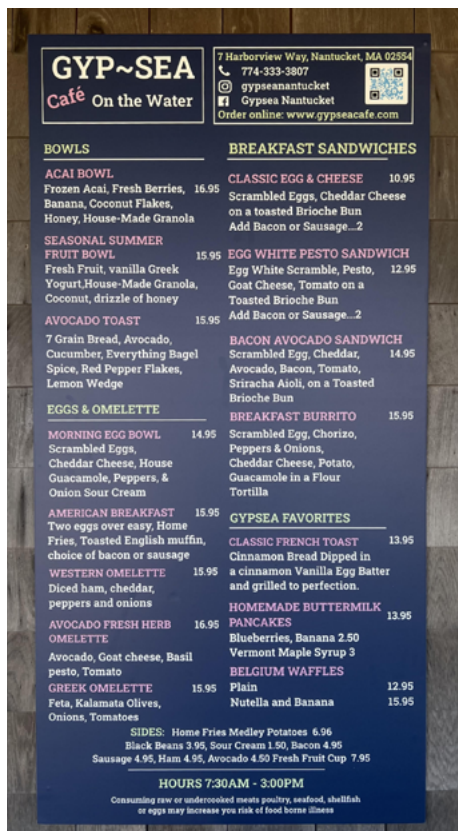 GYP~SEA
Café On the Water
7 Harborview Way, Nantucket, MA 02554
774-333-3807
gypseanantucket
Gypsea Nantucket
Order online: www.gypseacafe.com
BOWLS
ACAI BOWL
Frozen Acai, Fresh Berries, 16.95
Banana, Coconut Flakes,
Honey, House-Made Granola
SEASONAL SUMMER
FRUIT BOWL 15.95
Fresh Fruit, vanilla Greek
Yogurt,House-Made Granola,
Coconut, drizzle of honey
AVOCADO TOAST 15.95
7 Grain Bread, Avocado,
Cucumber, Everything Bagel
Spice, Red Pepper Flakes,
Lemon Wedge
EGGS & OMELETTE
MORNING EGG BOWL 14.95
Scrambled Eggs,
Cheddar Cheese, House
Guacamole, Peppers, &
Onion Sour Cream
AMERICAN BREAKFAST 15.95
Two eggs over easy, Home
Fries, Toasted English muffin,
choice of bacon or sausage
WESTERN OMELETTE 15.95
Diced ham, cheddar,
peppers and onions
AVOCADO FRESH HERB 16.95
OMELETTE
Avocado, Goat cheese, Basil
pesto, Tomato
GREEK OMELETTE 15.95
Feta, Kalamata Olives,
Onions, Tomatoes
BREAKFAST SANDWICHES
CLASSIC EGG & CHEESE 10.95
Scrambled Eggs, Cheddar Cheese
on a toasted Brioche Bun
Add Bacon or Sausage...2
EGG WHITE PESTO SANDWICH
Egg White Scramble, Pesto, 12.95
Goat Cheese, Tomato on a
Toasted Brioche Bun
Add Bacon or Sausage...2
BACON AVOCADO SANDWICH
Scrambled Egg, Cheddar, 14.95
Avocado, Bacon, Tomato,
Sriracha Aioli, on a Toasted
Brioche Bun
BREAKFAST BURRITO 15.95
Scrambled Egg, Chorizo,
Peppers & Onions,
Cheddar Cheese, Potato,
Guacamole in a Flour
Tortilla
GYPSEA FAVORITES
CLASSIC FRENCH TOAST 13.95
Cinnamon Bread Dipped in
a cinnamon Vanilla Egg Batter
and grilled to perfection.
HOMEMADE BUTTERMILK
PANCAKES 13.95
Blueberries, Banana 2.50
Vermont Maple Syrup 3
BELGIUM WAFFLES
Plain 12.95
Nutella and Banana 15.95
SIDES: Home Fries Medley Potatoes 6.96
Black Beans 3.95, Sour Cream 1.50, Bacon 4.95
Sausage 4.95, Ham 4.95, Avocado 4.50 Fresh Fruit Cup 7.95
HOURS 7:30AM - 3:00PM
Consuming raw or undercooked meats poultry, seafood, shellfish
or eggs may increase you risk of food borne illness